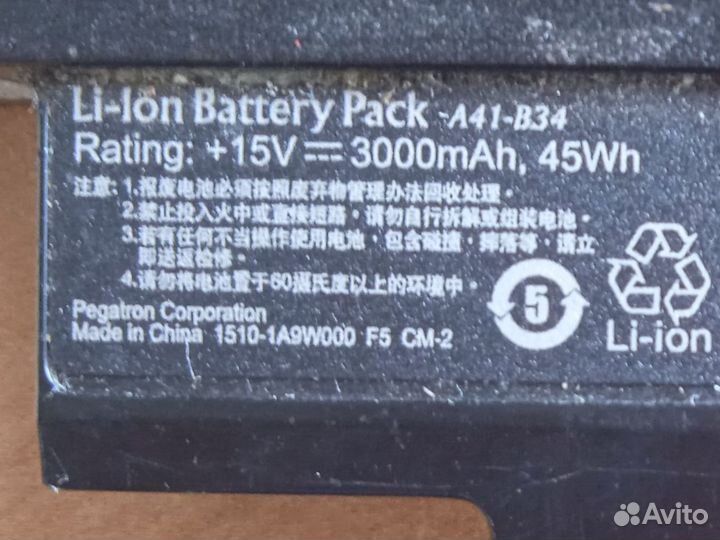 Li-Ion Battery Pack -A41-B34
Rating: +15V⎓3000mAh, 45Wh
注意: 1.报废电池必须按照废弃物管理办法回收处理。
2.禁止投入火中或直接短路,请勿自行拆解或组装电池。
3.若有任何不当操作使用电池,包含碰撞,摔落等,请立
即送返检修。
4.请勿将电池置于60摄氏度以上的环境中。
5
Li-ion
Pegatron Corporation
Made in China 1510-1A9W000 F5 CM-2
Avito